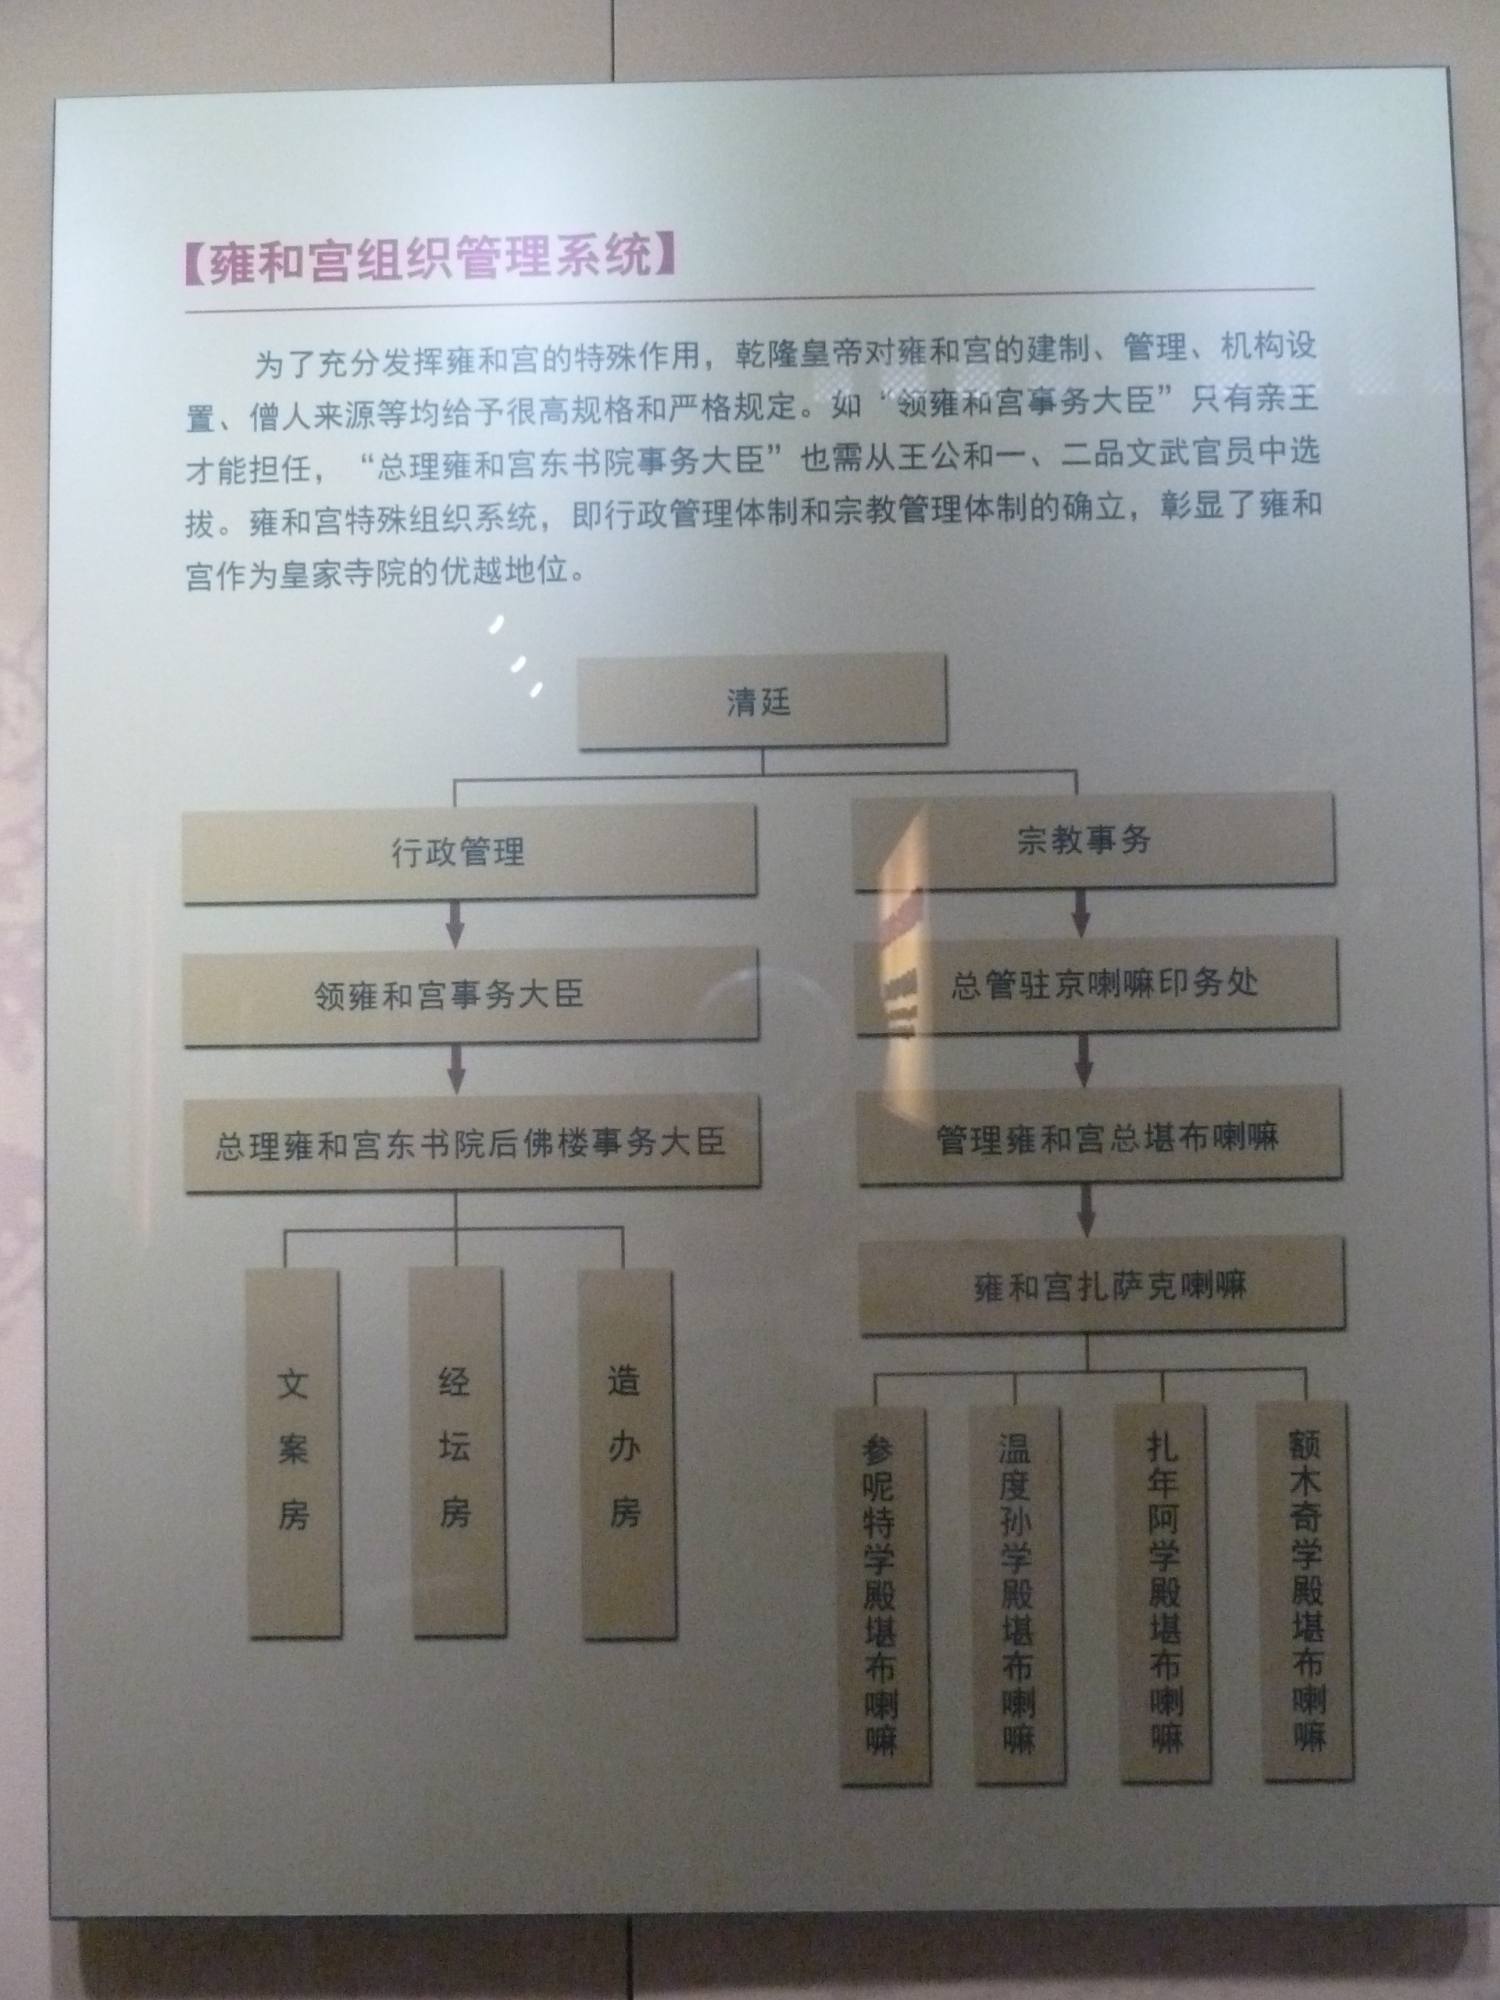 【雍和宫组织管理系统】
为了充分发挥雍和宫的特殊作用，乾隆皇帝对雍和宫的建制、管理、机构设
置、僧人来源等均给予很高规格和严格规定。如“领雍和宫事务大臣”只有亲王
才能担任，“总理雍和宫东书院事务大臣”也需从王公和一、二品文武官员中选
拔。雍和宫特殊组织系统，即行政管理体制和宗教管理体制的确立，彰显了雍和
宫作为皇家寺院的优越地位。
清廷
行政管理
领雍和宫事务大臣
总理雍和宫东书院后佛楼事务大臣
文案房
经坛房
造办房
宗教事务
总管驻京喇嘛印务处
管理雍和宫总堪布喇嘛
雍和宫扎萨克喇嘛
参呢特学殿堪布喇嘛
温度孙学殿堪布喇嘛
扎年阿学殿堪布喇嘛
额木奇学殿堪布喇嘛